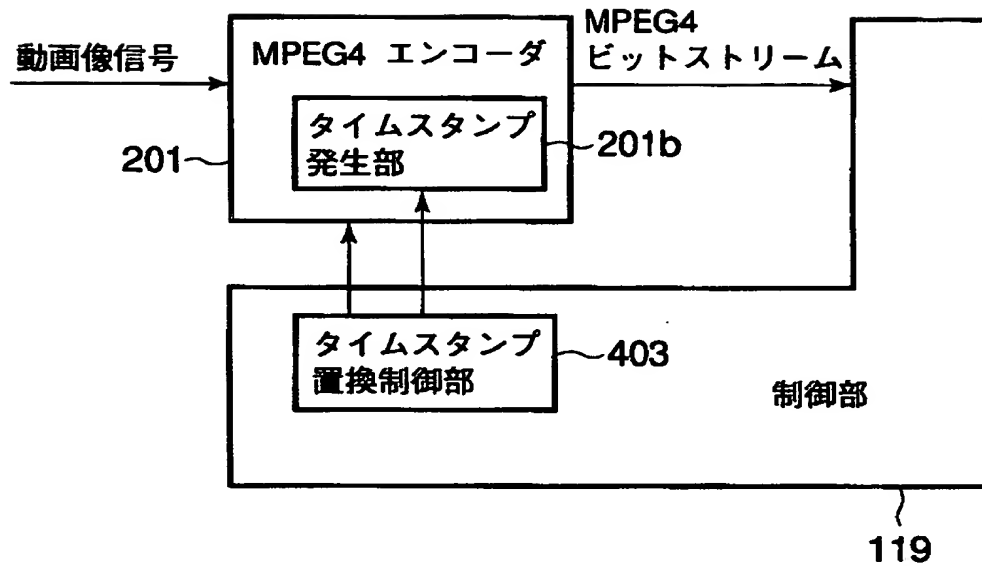 動画像信号
MPEG4 エンコーダ
MPEG4
ビットストリーム
タイムスタンプ
発生部
201
201b
タイムスタンプ
置換制御部
403
制御部
119